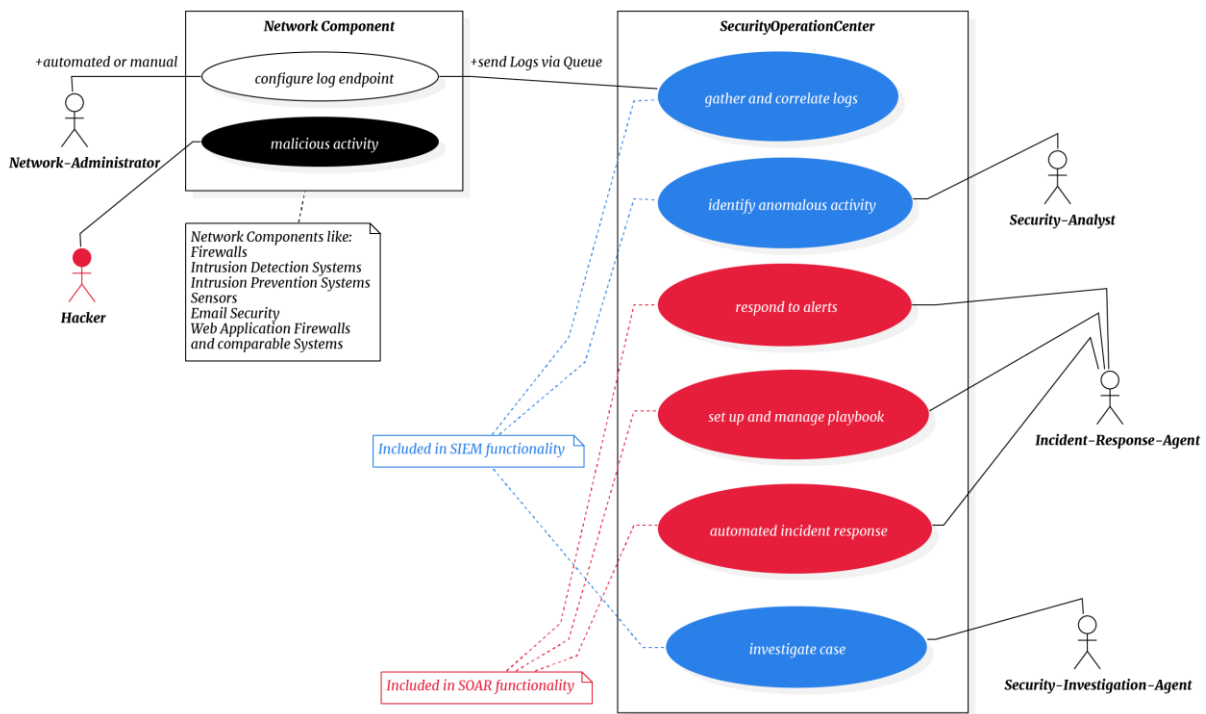 Network Component
SecurityOperationCenter
+automated or manual
configure log endpoint
+send Logs via Queue
gather and correlate logs
malicious activity
Network-Administrator
identify anomalous activity
Security-Analyst
Network Components like:
Firewalls
Intrusion Detection Systems
Intrusion Prevention Systems
Sensors
Email Security
Web Application Firewalls
and comparable Systems
Hacker
respond to alerts
set up and manage playbook
Incident-Response-Agent
Included in SIEM functionality
automated incident response
investigate case
Included in SOAR functionality
Security-Investigation-Agent